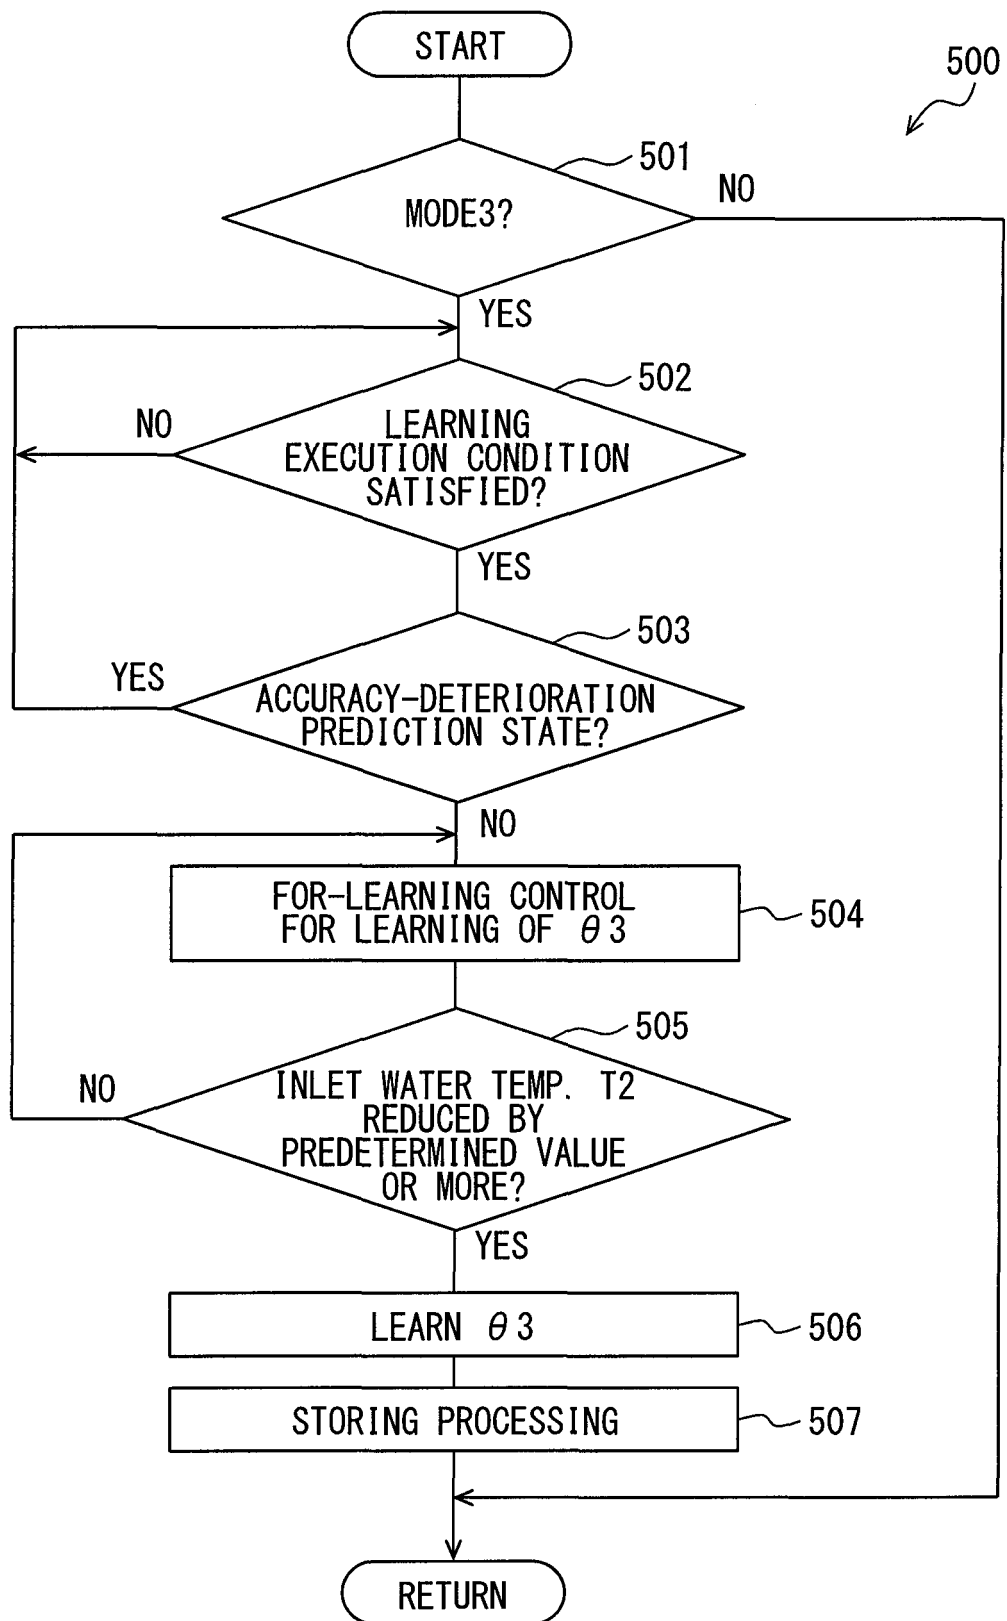 START
500
501
MODE3?
NO
YES
502
NO
LEARNING
EXECUTION CONDITION
SATISFIED?
YES
503
YES
ACCURACY-DETERIORATION
PREDICTION STATE?
NO
FOR-LEARNING CONTROL
FOR LEARNING OF θ3
504
505
NO
INLET WATER TEMP. T2
REDUCED BY
PREDETERMINED VALUE
OR MORE?
YES
LEARN θ3
506
STORING PROCESSING
507
RETURN